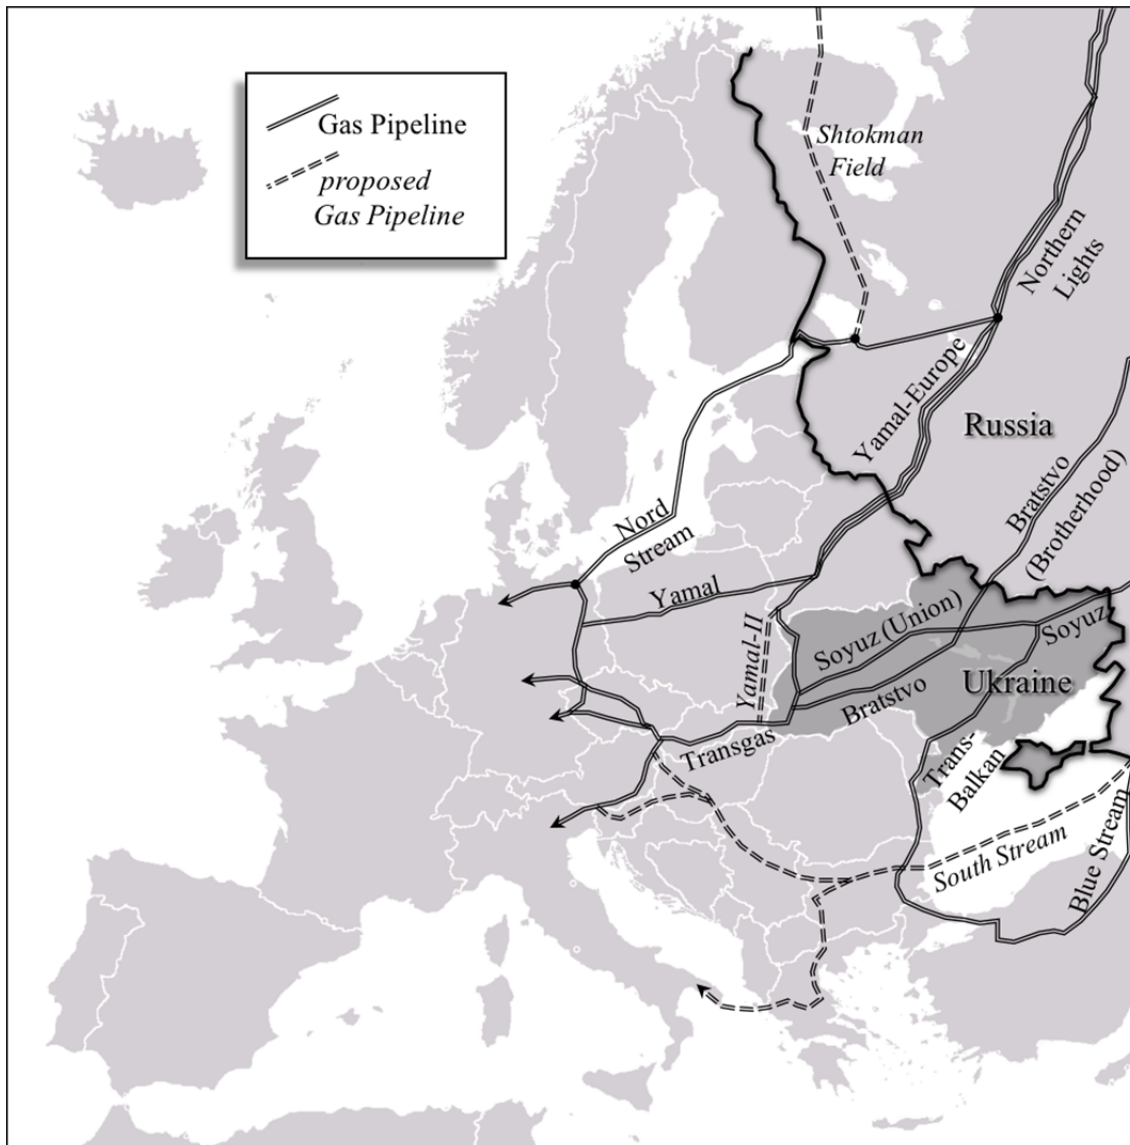 Gas Pipeline
proposed
Gas Pipeline
Shtokman
Field
Northern
Lights
Yamal-Europe
Russia
Bratstvo
(Brotherhood)
Nord
Stream
Yamal
Yamal-II
Soyuz (Union)
Soyuz
Ukraine
Bratstvo
Transgas
Trans-
Balkan
South Stream
Blue Stream